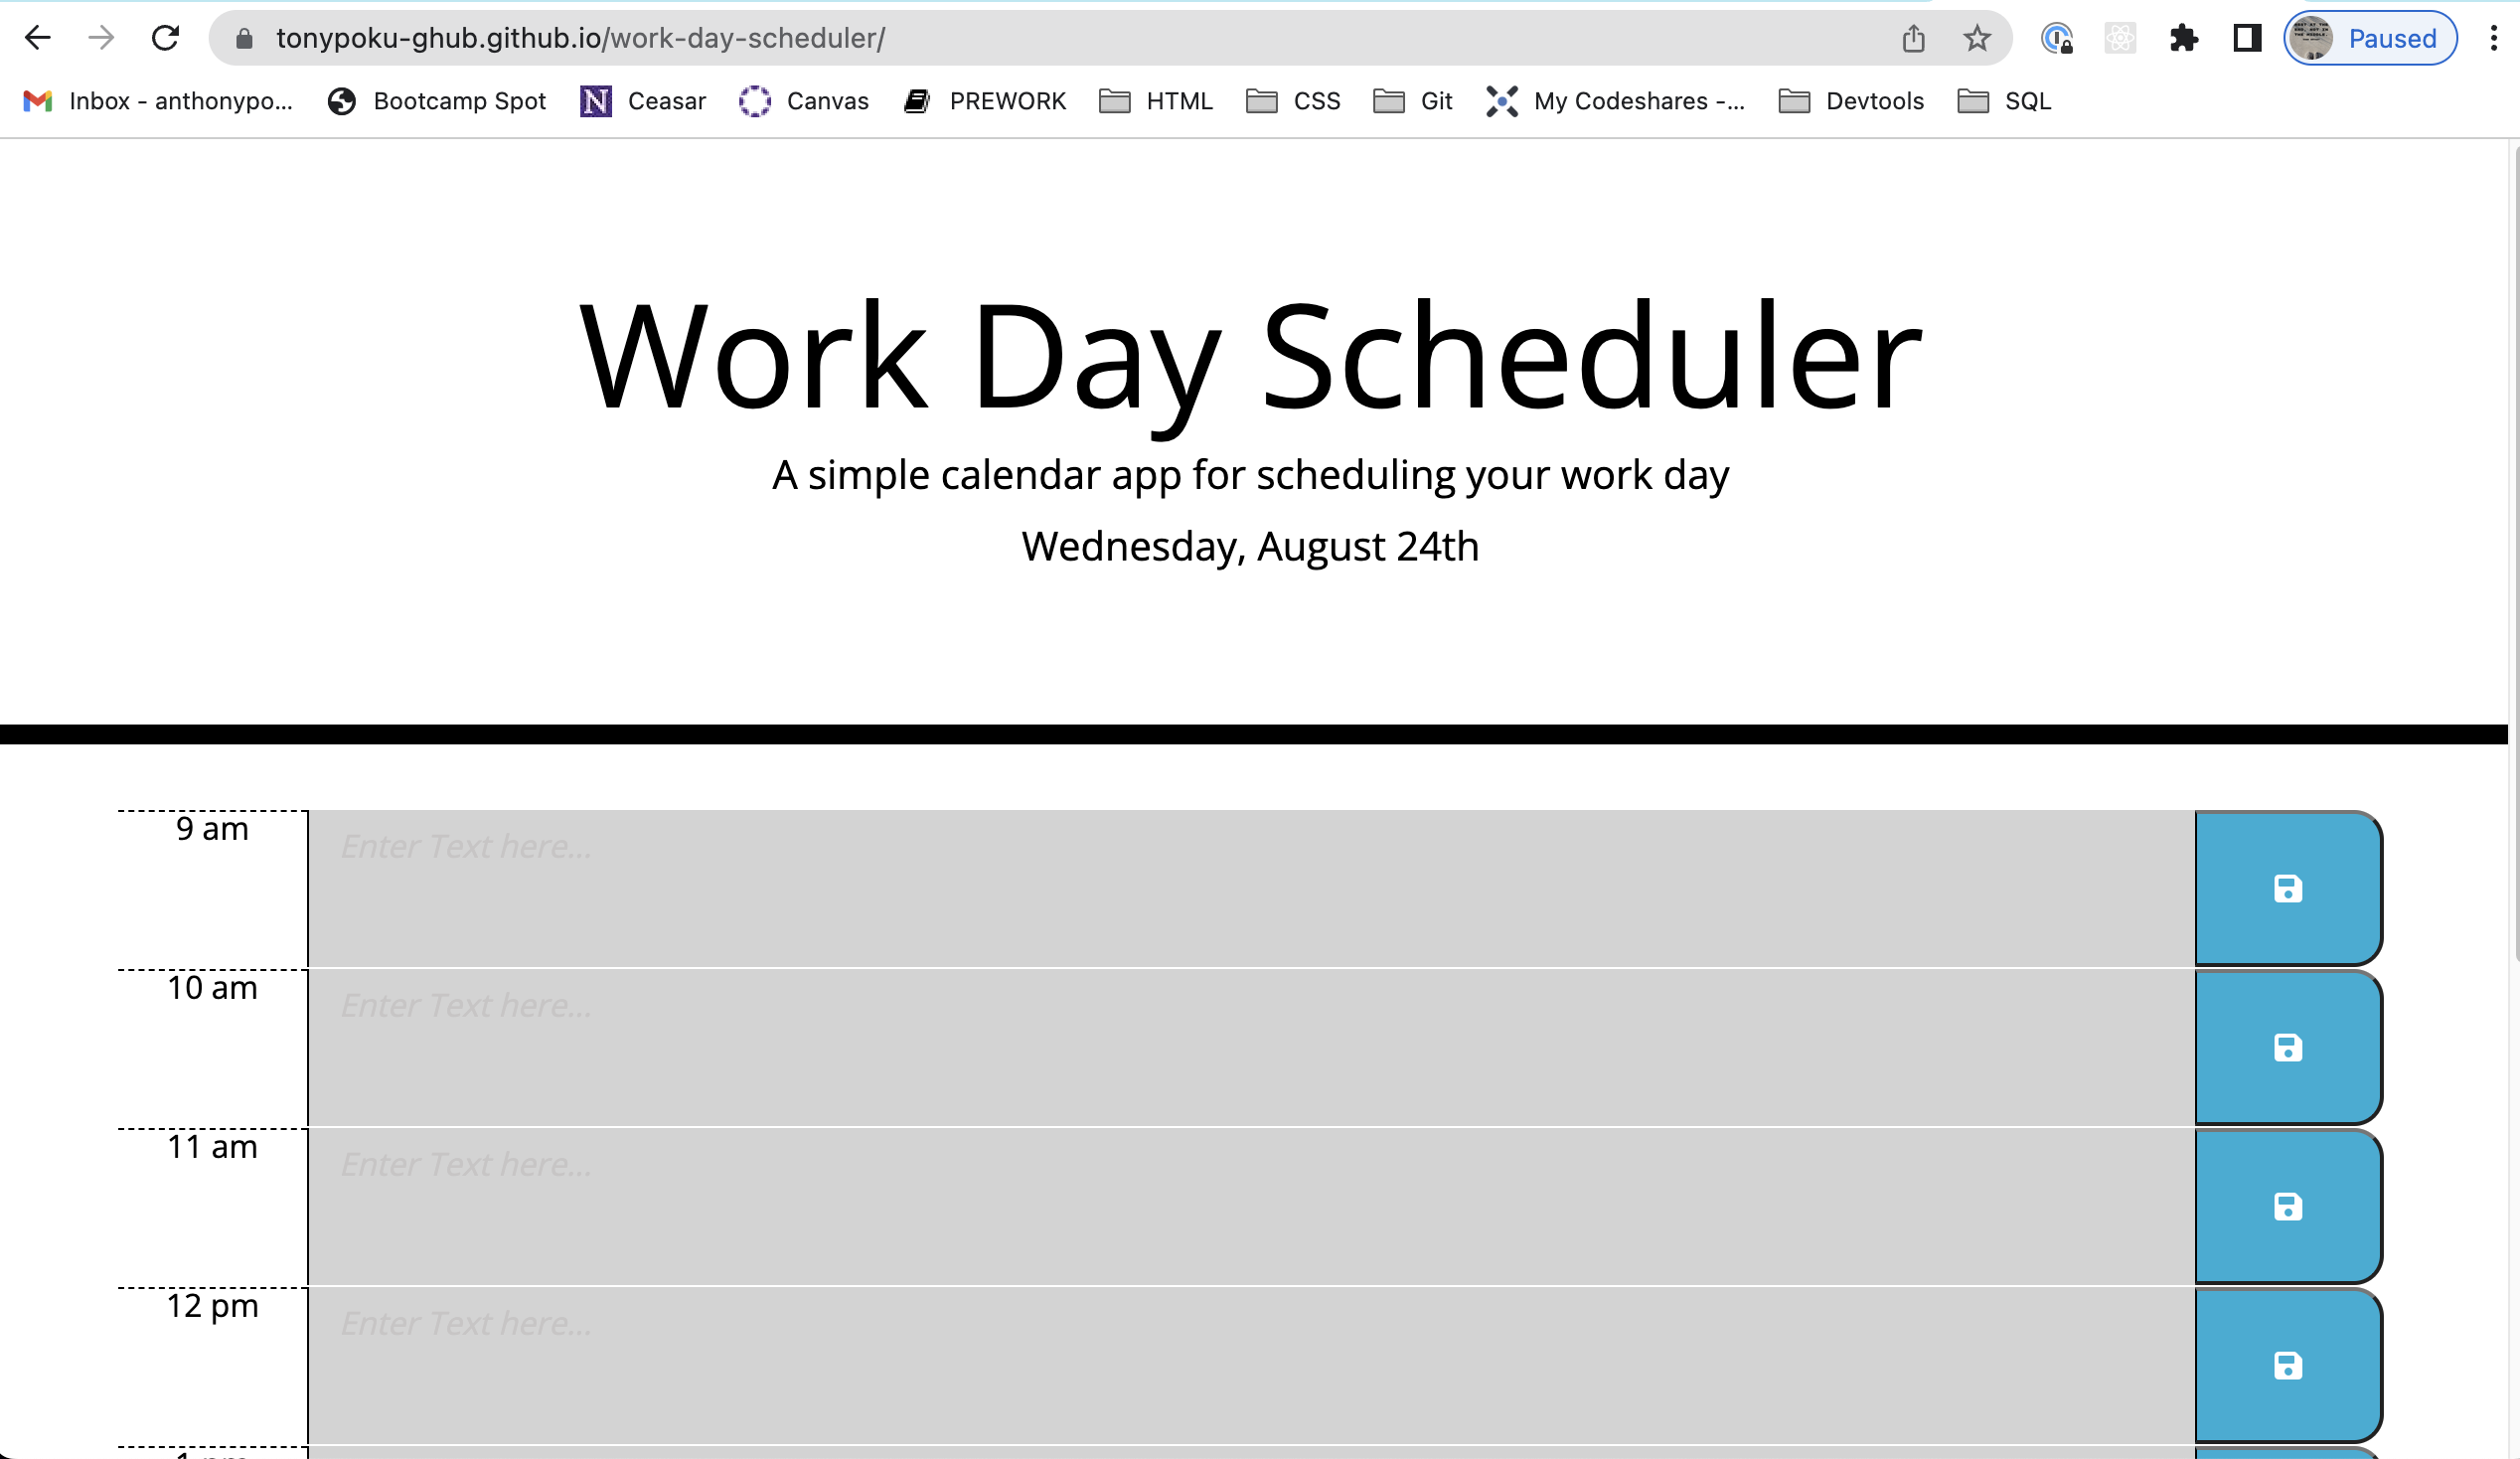 tonypoku-ghub.github.io/work-day-scheduler/
Paused
Inbox - anthonypo... Bootcamp Spot N Ceasar Canvas PREWORK HTML CSS Git My Codeshares -... Devtools SQL
Work Day Scheduler
A simple calendar app for scheduling your work day
Wednesday, August 24th
9 am Enter Text here...
10 am Enter Text here...
11 am Enter Text here...
12 pm Enter Text here...